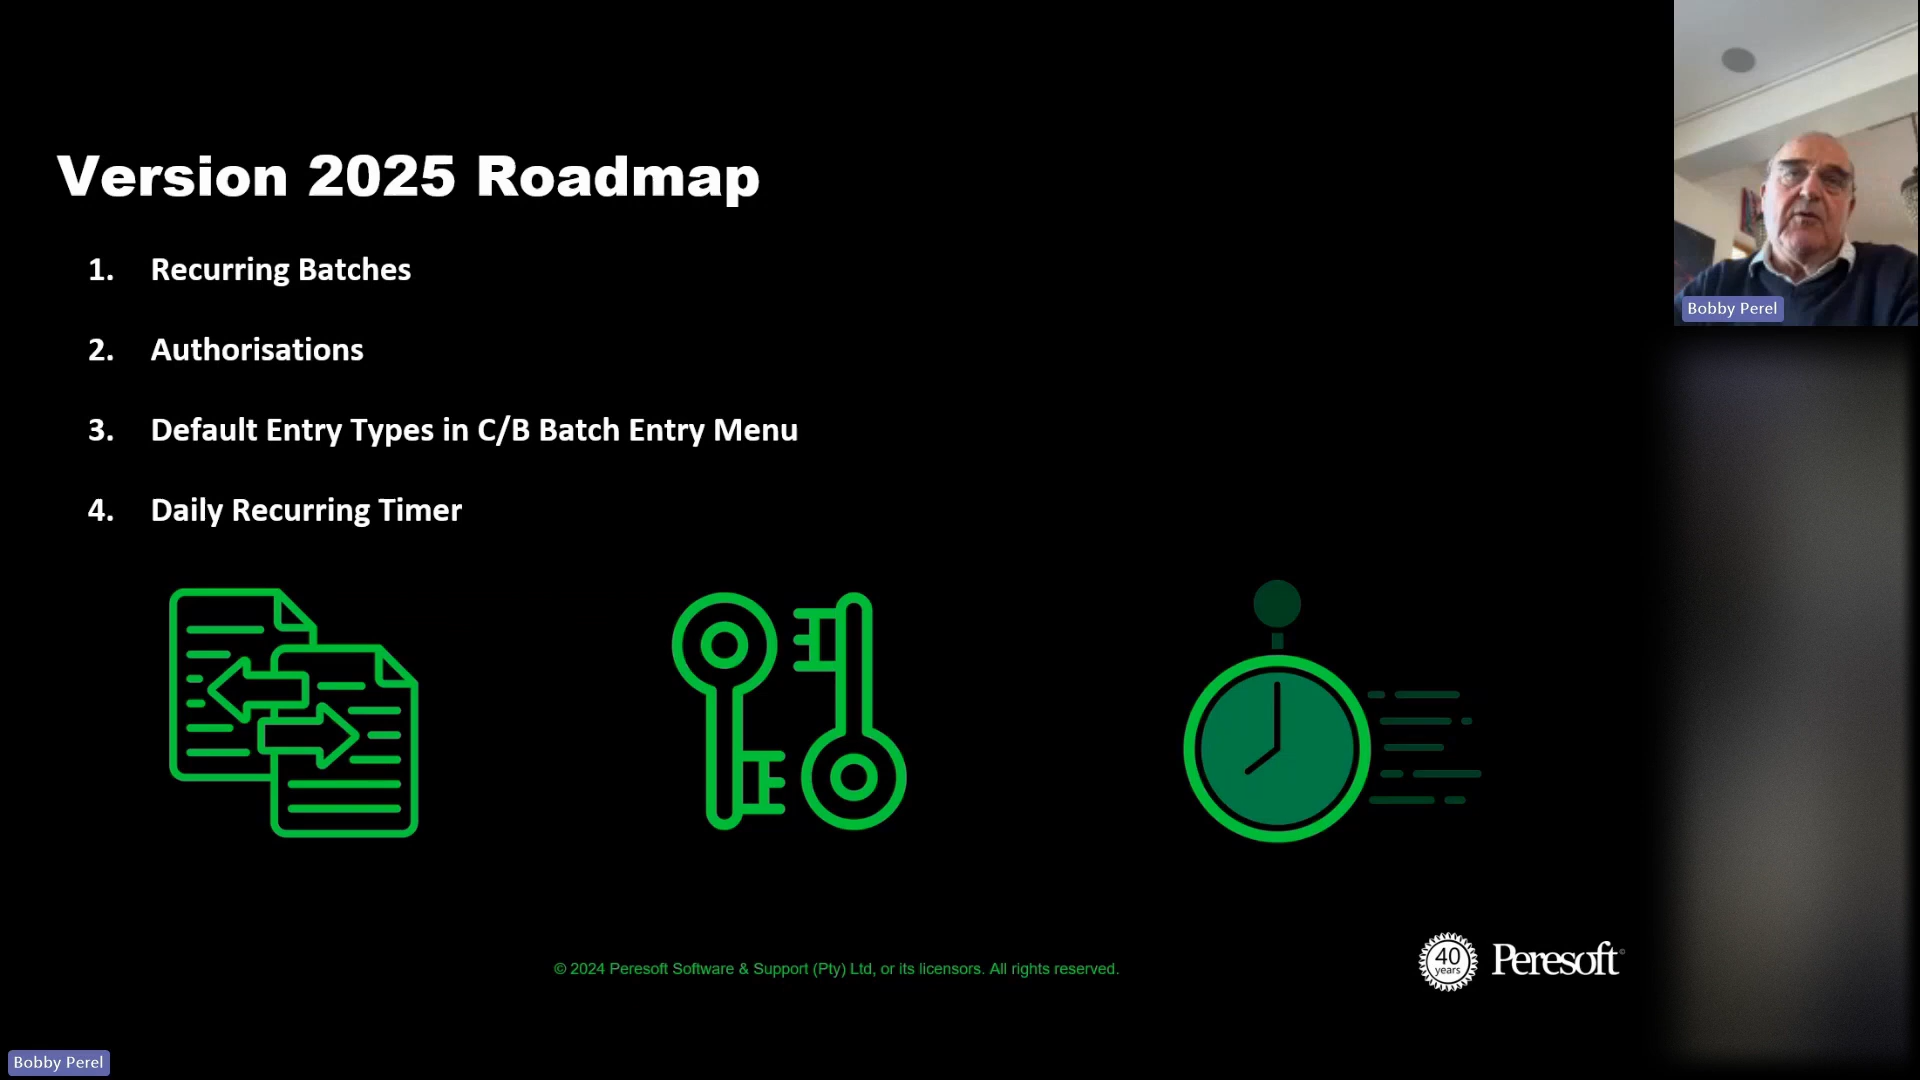 Version 2025 Roadmap
1. Recurring Batches
2. Authorisations
3. Default Entry Types in C/B Batch Entry Menu
4. Daily Recurring Timer
© 2024 Peresoft Software & Support (Pty) Ltd, or its licensors. All rights reserved.
40
years
Peresoft©
Bobby Perel
Bobby Perel